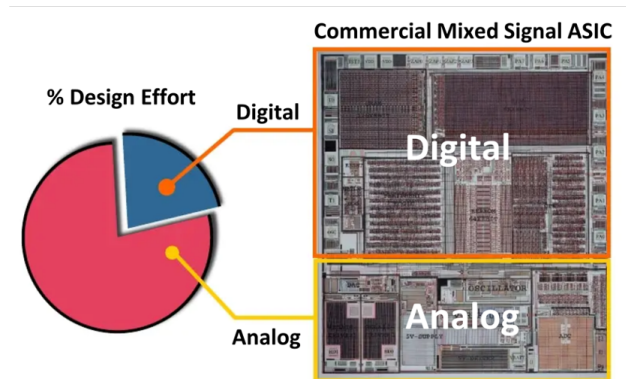 Commercial Mixed Signal ASIC
% Design Effort
Digital
Digital
OSCILLATOR
Analog
Analog